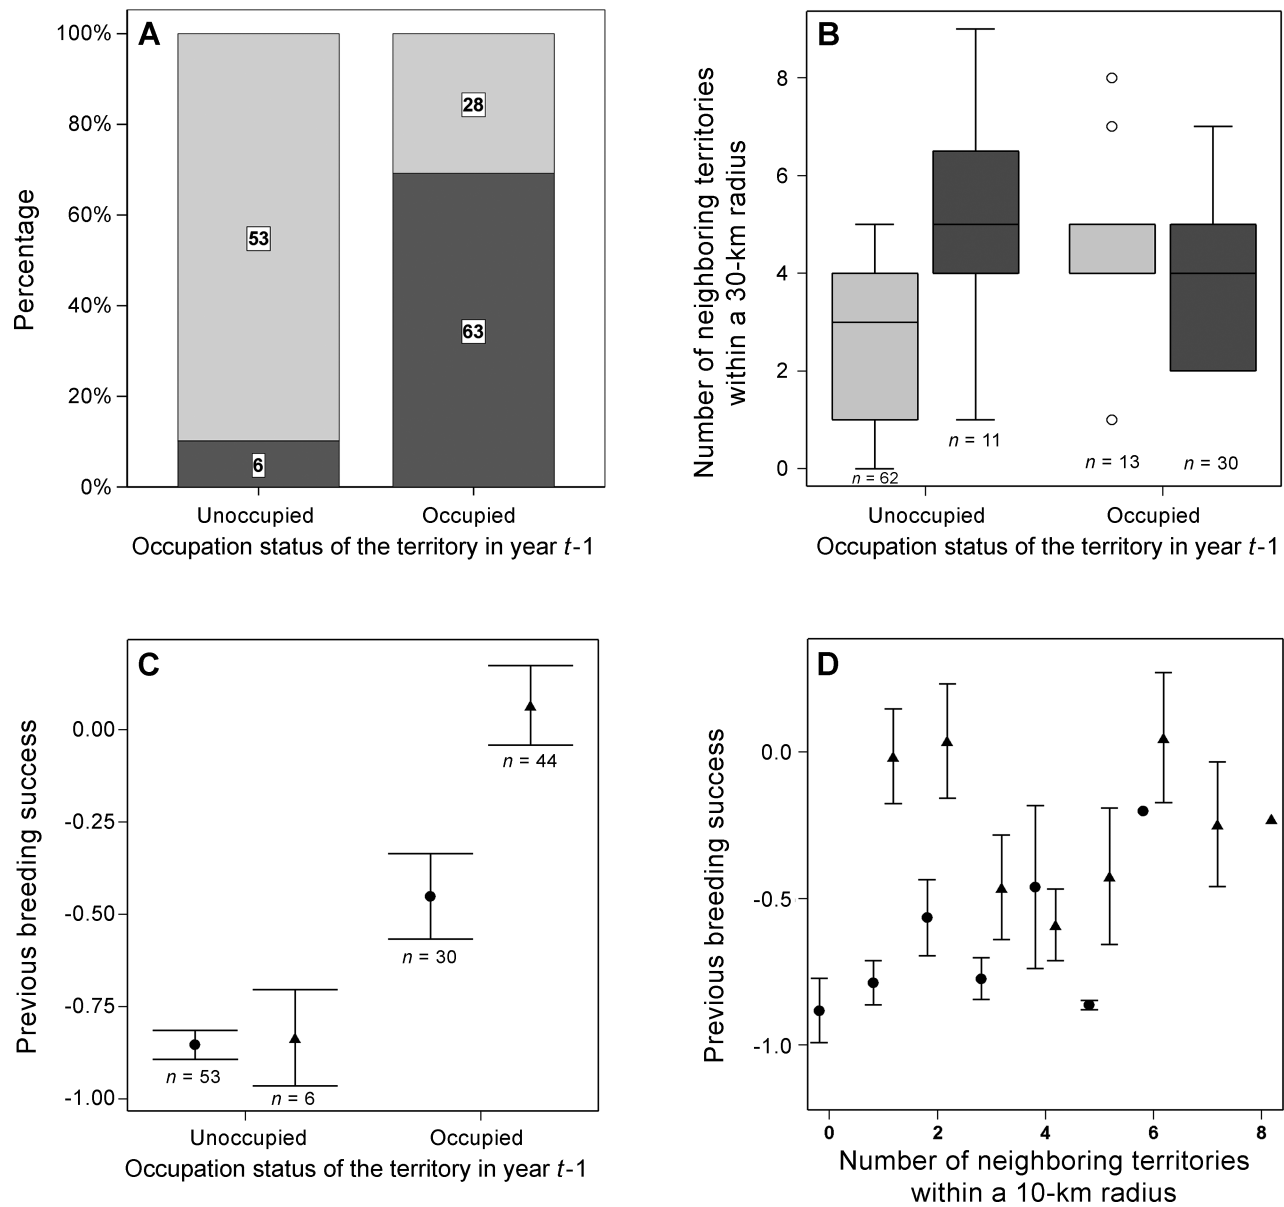 A
100%
80%
60%
40%
20%
0%
Percentage
53
6
28
63
Unoccupied Occupied
Occupation status of the territory in year t-1
B
8
6
4
2
0
Number of neighboring territories
within a 30-km radius
n = 62
n = 11
n = 13
n = 30
Unoccupied Occupied
Occupation status of the territory in year t-1
C
0.00
-0.25
-0.50
-0.75
-1.00
Previous breeding success
n = 53
n = 6
n = 30
n = 44
Unoccupied Occupied
Occupation status of the territory in year t-1
D
0.0
-0.5
-1.0
Previous breeding success
0 2 4 6 8
Number of neighboring territories
within a 10-km radius